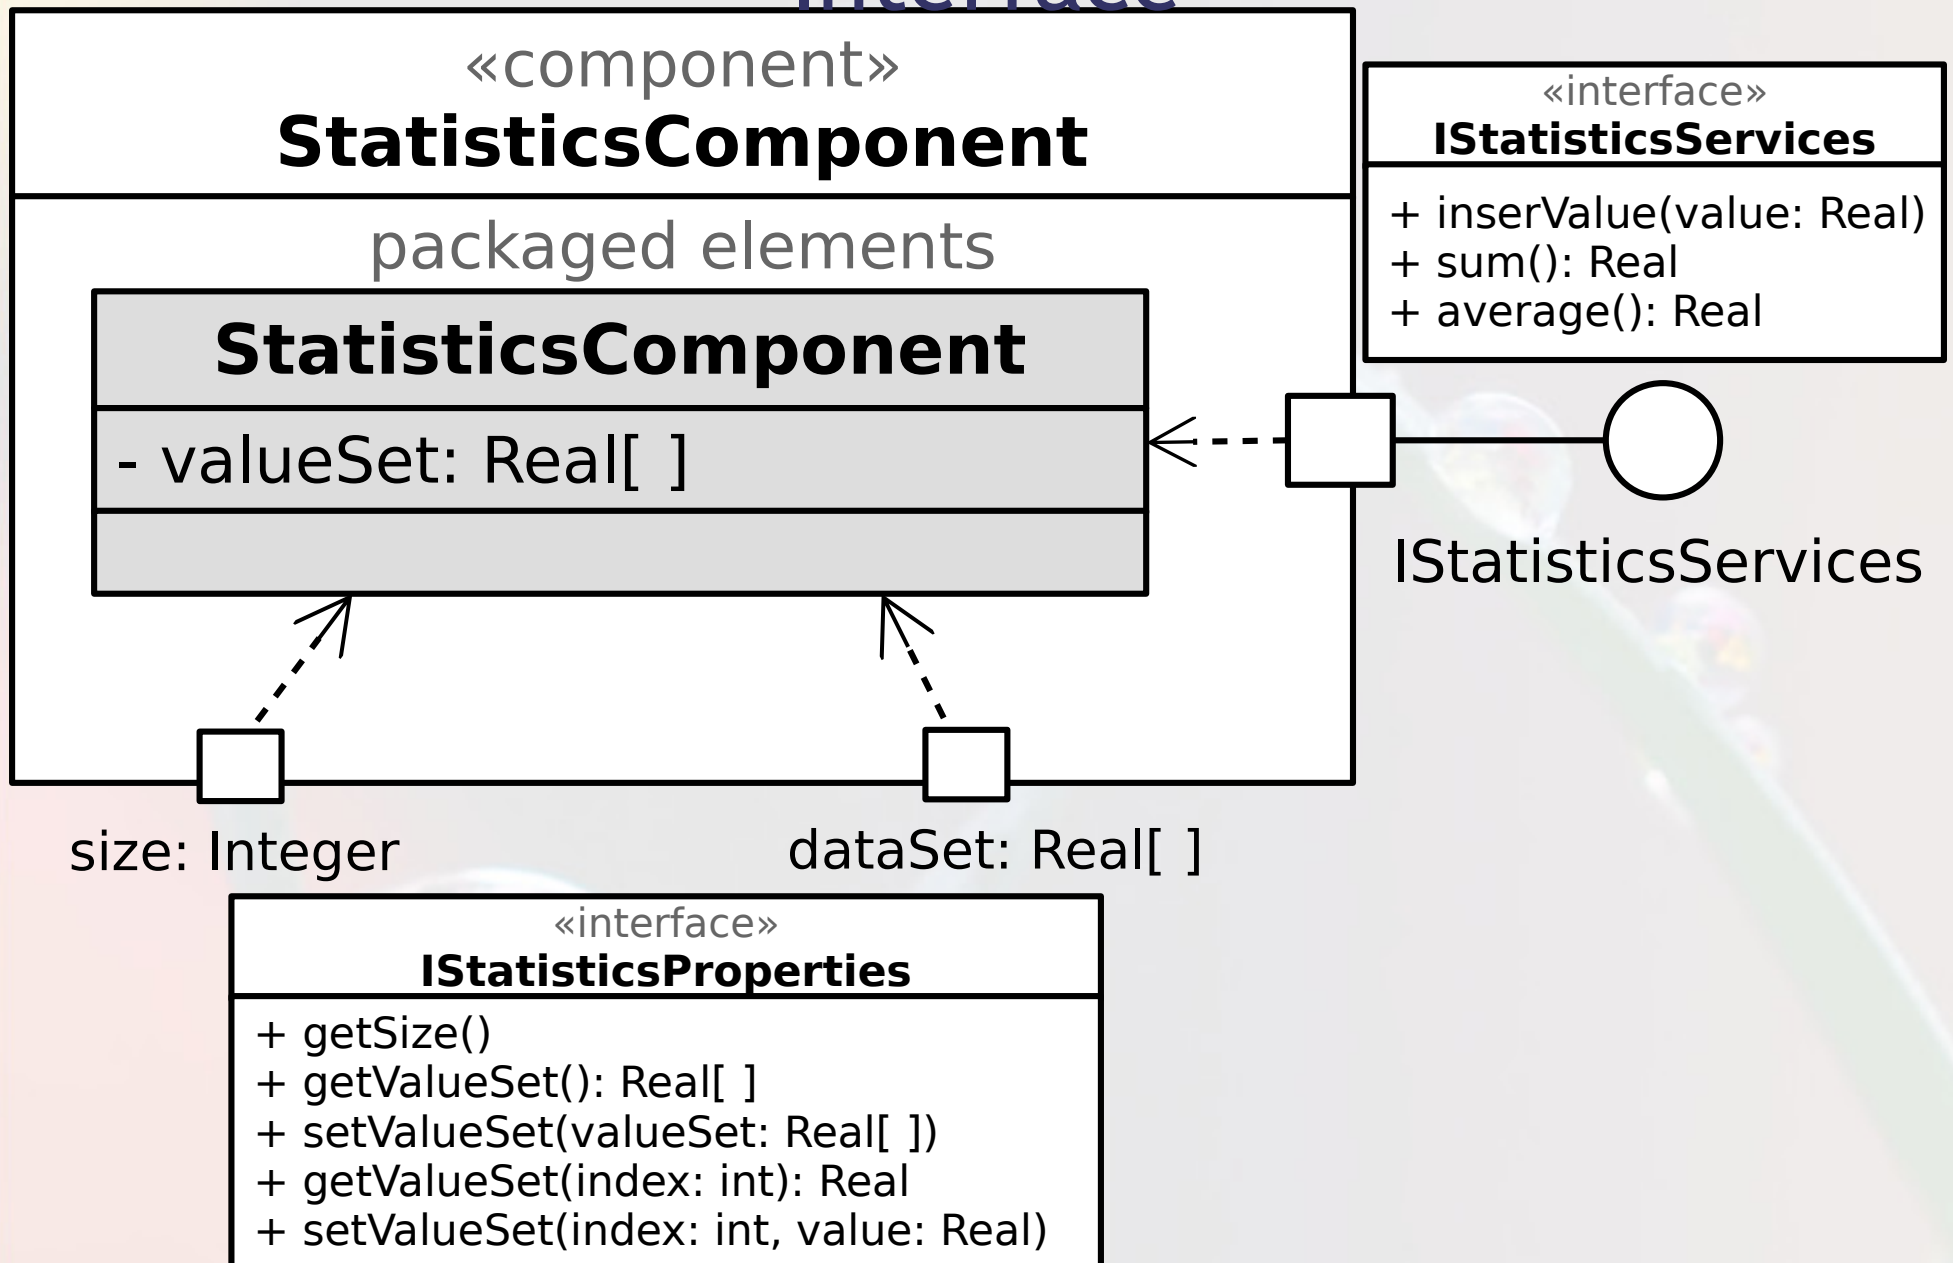 interface
«component»
StatisticsComponent
packaged elements
StatisticsComponent
- valueSet: Real[ ]
«interface»
IStatisticsServices
+ inserValue(value: Real)
+ sum(): Real
+ average(): Real
IStatisticsServices
size: Integer
dataSet: Real[ ]
«interface»
IStatisticsProperties
+ getSize()
+ getValueSet(): Real[ ]
+ setValueSet(valueSet: Real[ ])
+ getValueSet(index: int): Real
+ setValueSet(index: int, value: Real)